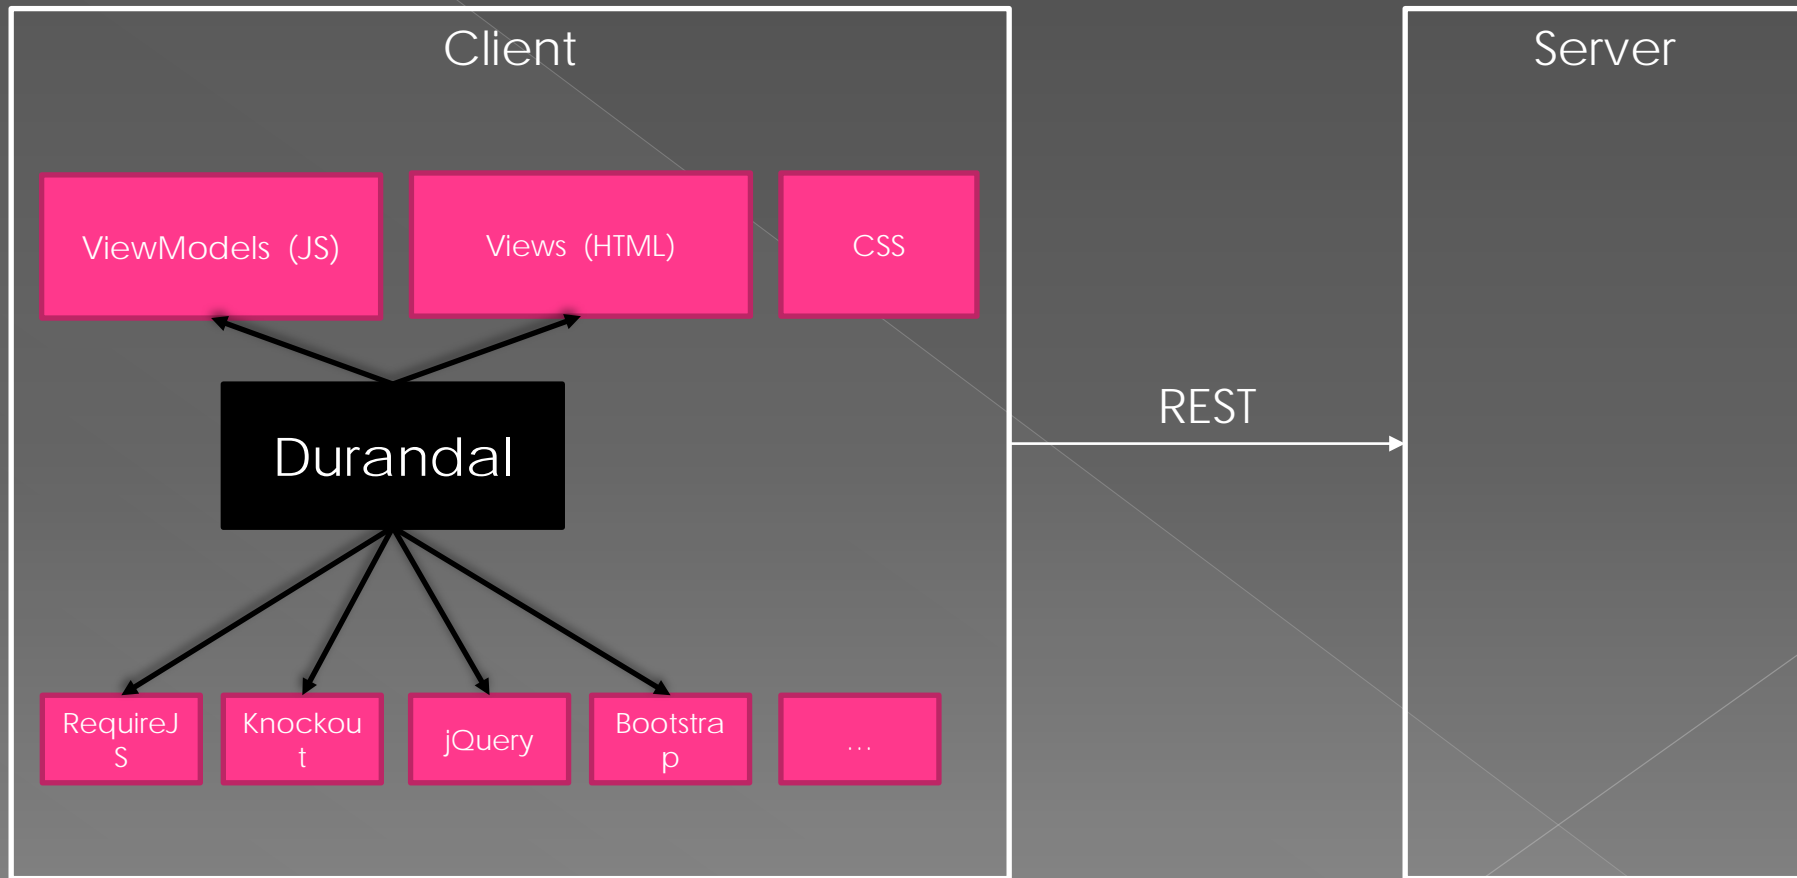 Client
Server
ViewModels (JS)
Views (HTML)
CSS
REST
Durandal
RequireJ
S
Knockou
t
jQuery
Bootstra
p
...